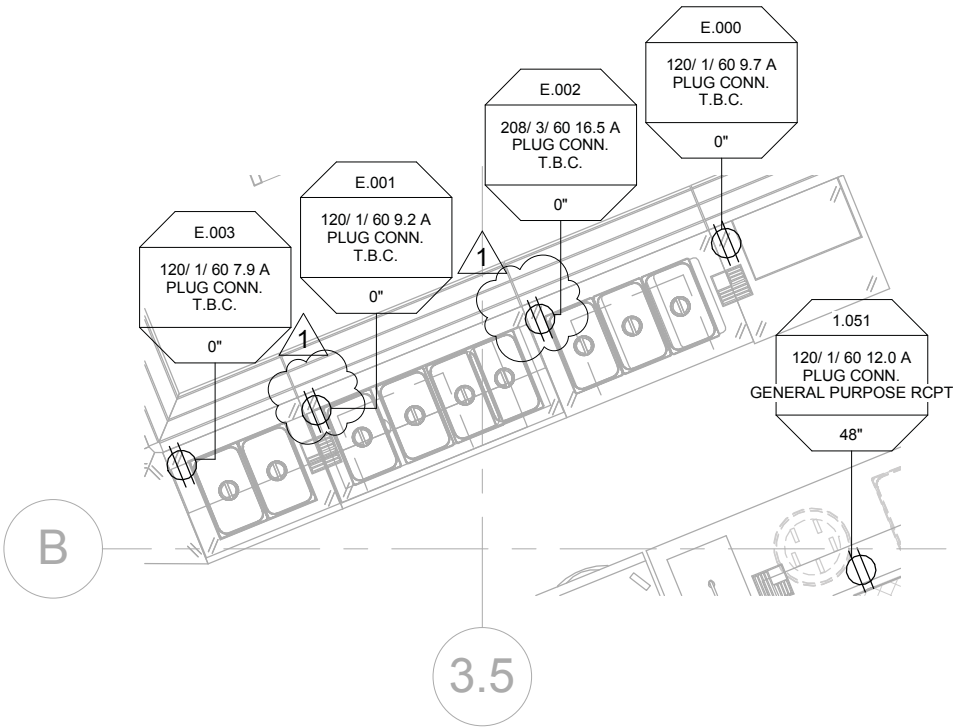 E.000
120/ 1/ 60 9.7 A
PLUG CONN.
T.B.C.
0"
E.002
208/ 3/ 60 16.5 A
PLUG CONN.
T.B.C.
0"
E.001
120/ 1/ 60 9.2 A
PLUG CONN.
T.B.C.
0"
E.003
120/ 1/ 60 7.9 A
PLUG CONN.
T.B.C.
0"
1
1
1.051
120/ 1/ 60 12.0 A
PLUG CONN.
GENERAL PURPOSE RCPT
48"
B
3.5